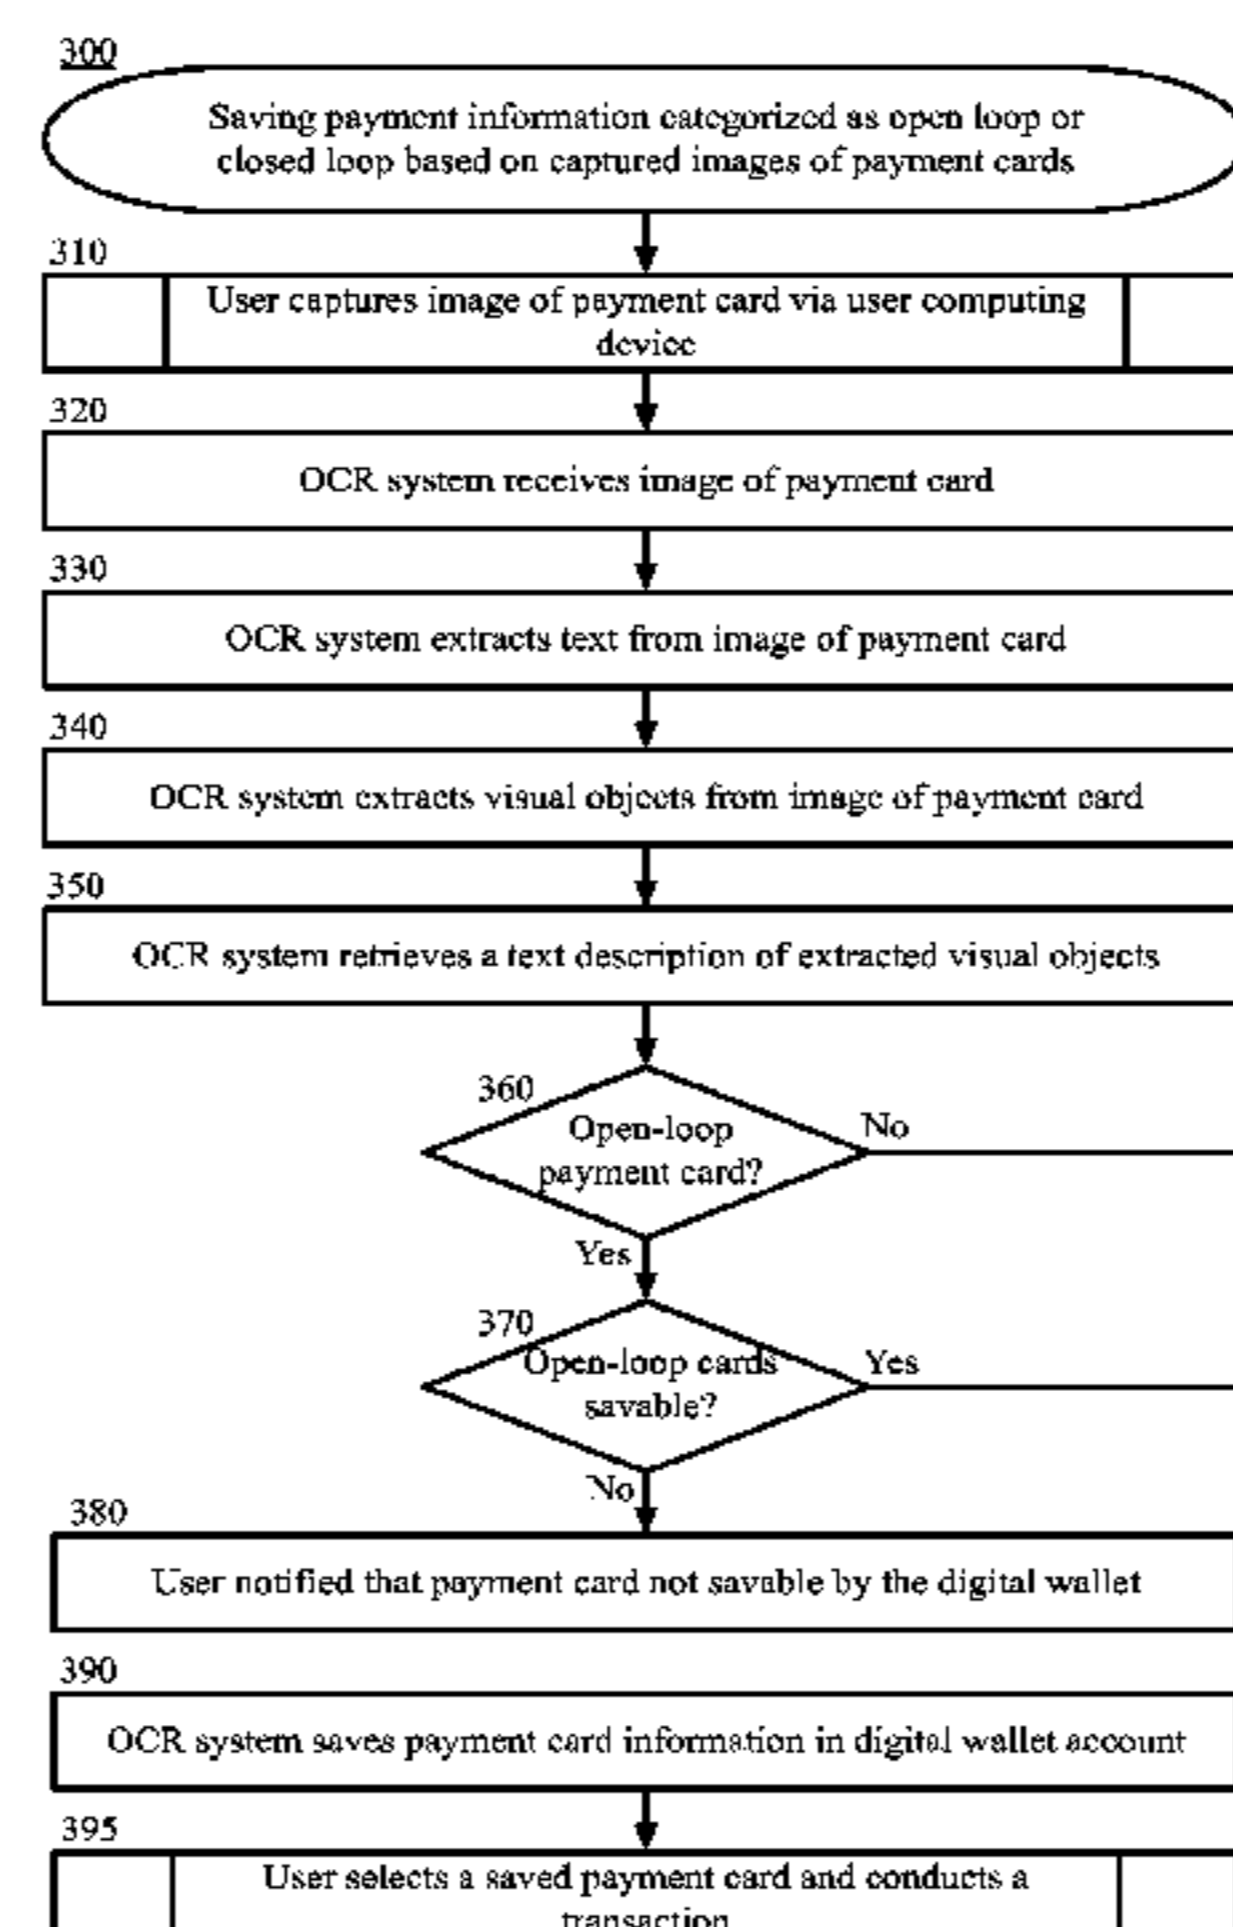 300
Saving payment information categorized as open loop or
closed loop based on captured images of payment cards
310
User captures image of payment card via user computing
device
320
OCR system receives image of payment card
330
OCR system extracts text from image of payment card
340
OCR system extracts visual objects from image of payment card
350
OCR system retrieves a text description of extracted visual objects
360
Open-loop
payment card?
No
Yes
370
Open-loop cards
savable?
Yes
No
380
User notified that payment card not savable by the digital wallet
390
OCR system saves payment card information in digital wallet account
395
User selects a saved payment card and conducts a
transaction